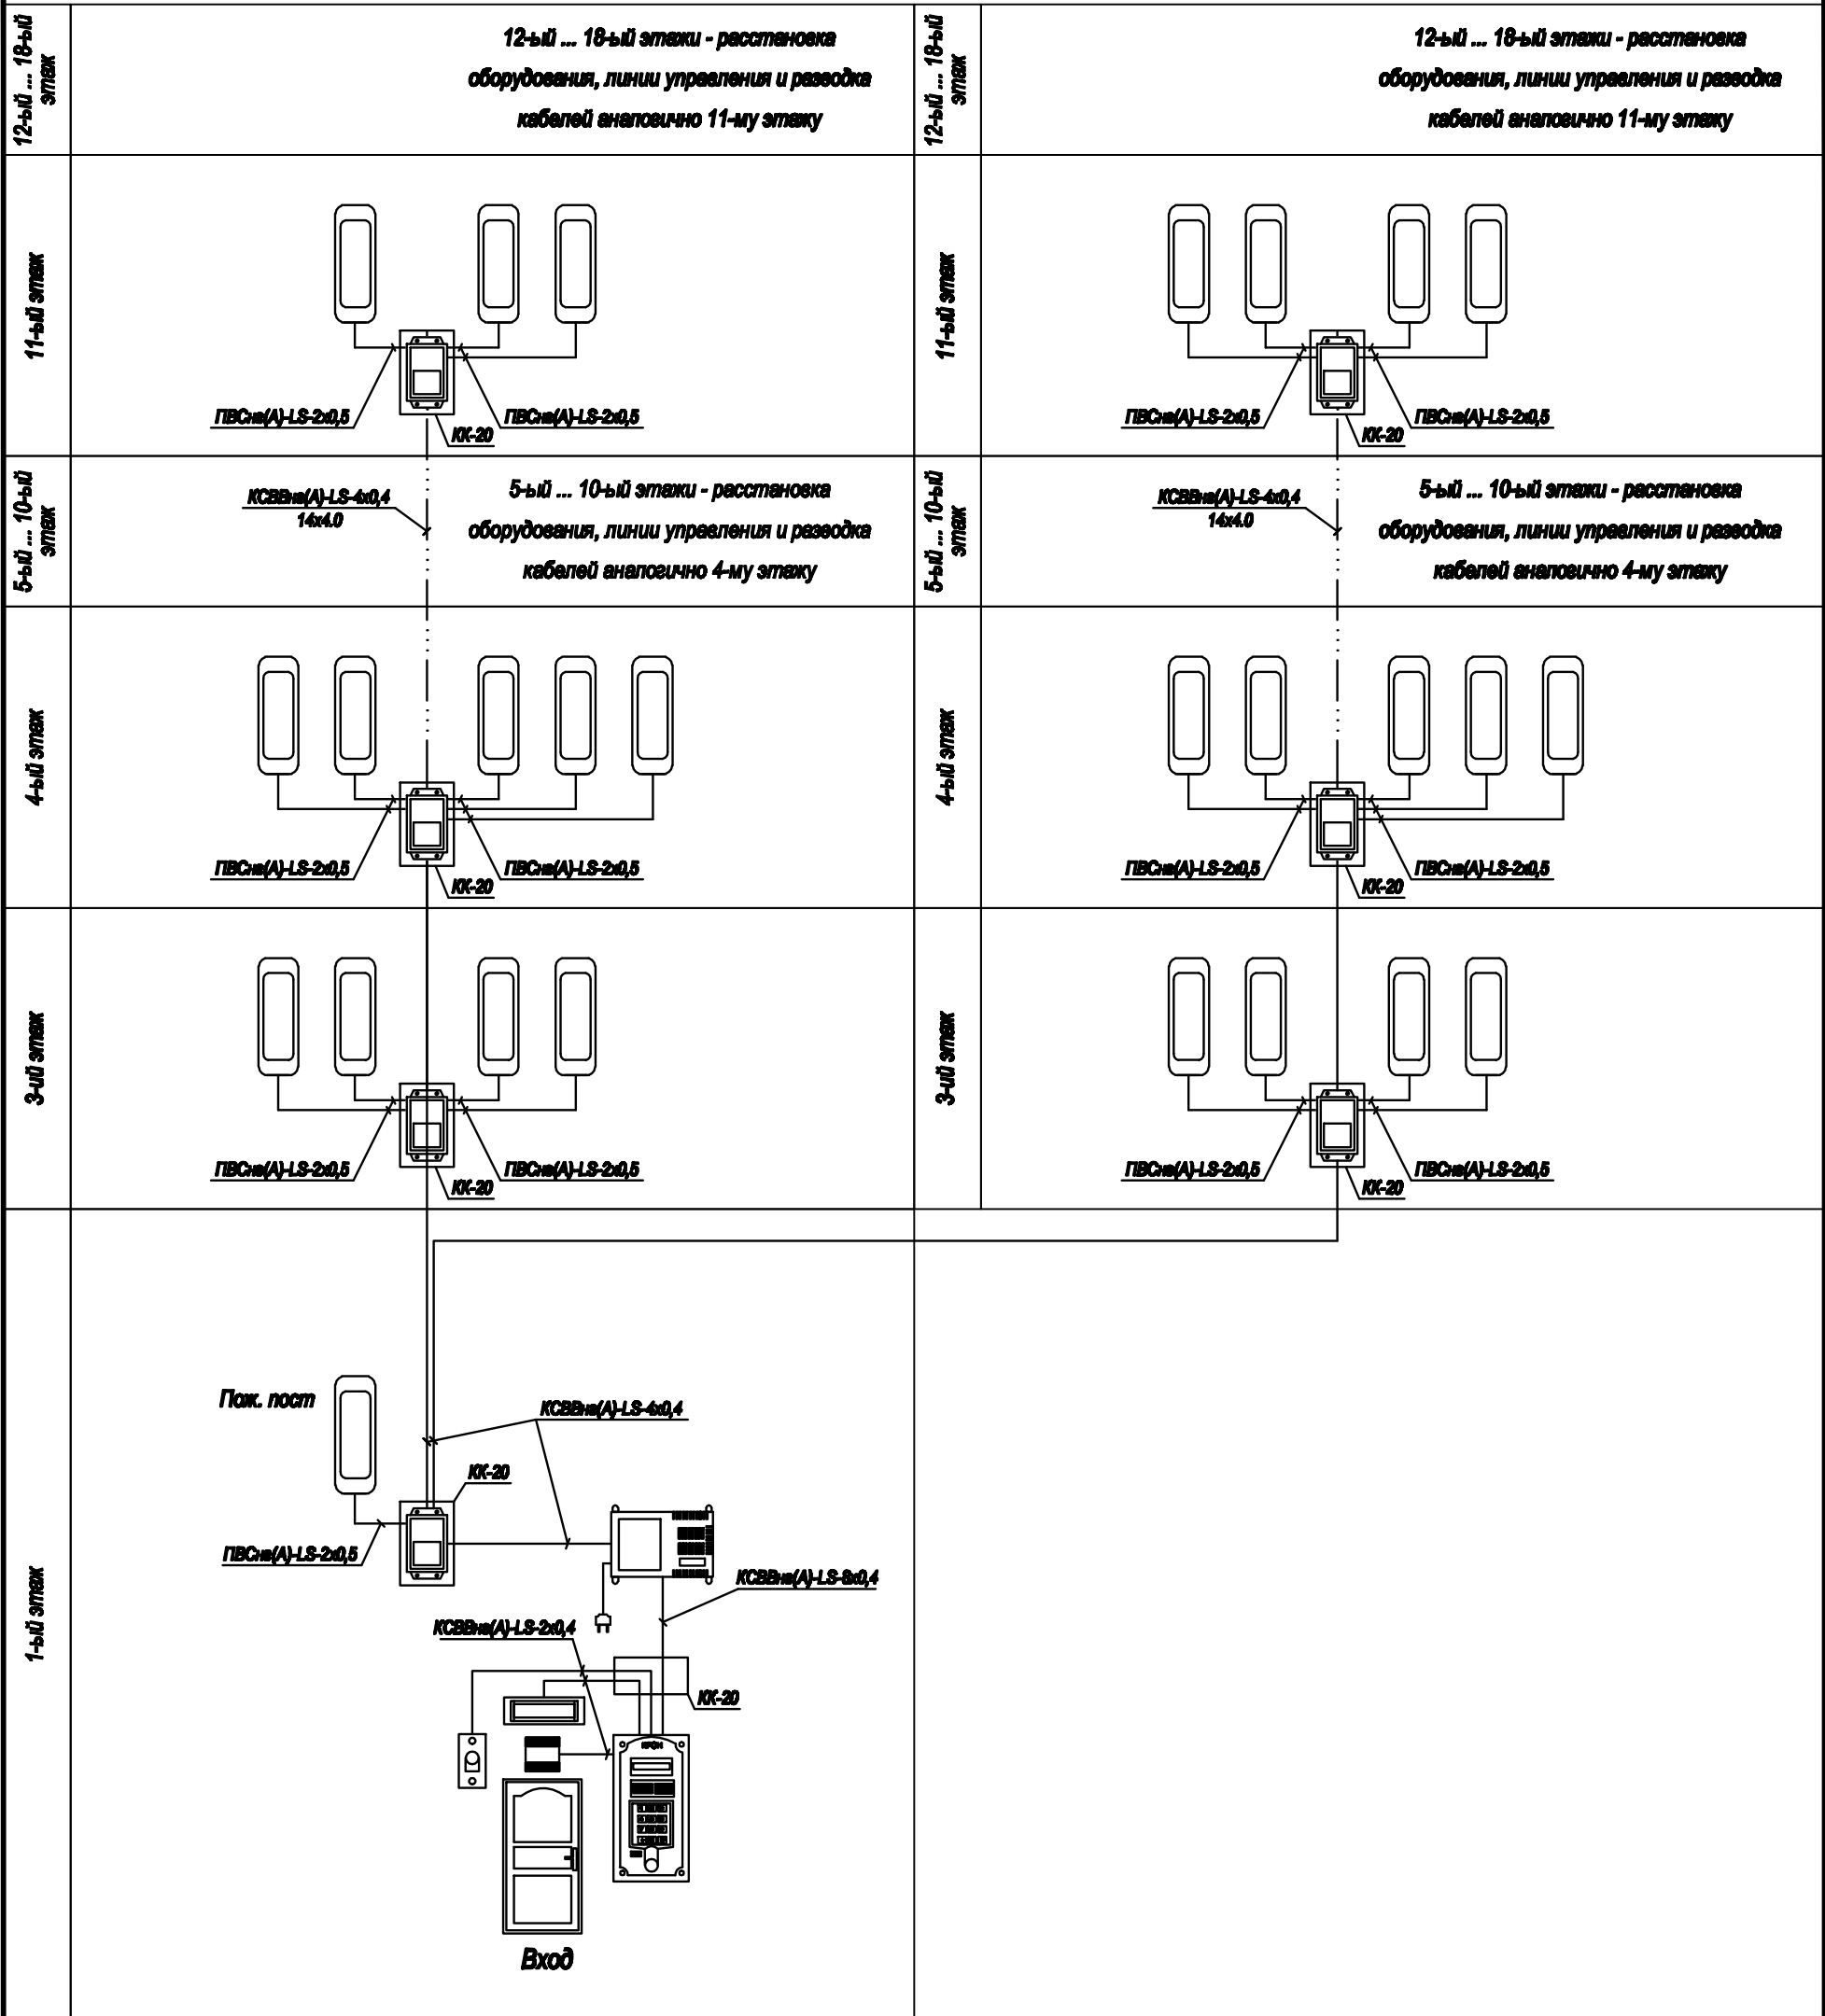 12-ый ... 18-ый
этаж
12-ый ... 18-ый этажи - расстановка
оборудования, линии управления и разводка
кабелей аналогично 11-му этажу
12-ый ... 18-ый
этаж
12-ый ... 18-ый этажи - расстановка
оборудования, линии управления и разводка
кабелей аналогично 11-му этажу
11-ый этаж
ПВСнг(А)-LS-2х0,5
КК-20
ПВСнг(А)-LS-2х0,5
11-ый этаж
ПВСнг(А)-LS-2х0,5
КК-20
ПВСнг(А)-LS-2х0,5
5-ый ... 10-ый
этаж
КСВВнг(А)-LS-4х0,4
14х4.0
5-ый ... 10-ый этажи - расстановка
оборудования, линии управления и разводка
кабелей аналогично 4-му этажу
5-ый ... 10-ый
этаж
КСВВнг(А)-LS-4х0,4
14х4.0
5-ый ... 10-ый этажи - расстановка
оборудования, линии управления и разводка
кабелей аналогично 4-му этажу
4-ый этаж
ПВСнг(А)-LS-2х0,5
КК-20
ПВСнг(А)-LS-2х0,5
4-ый этаж
ПВСнг(А)-LS-2х0,5
КК-20
ПВСнг(А)-LS-2х0,5
3-ий этаж
ПВСнг(А)-LS-2х0,5
КК-20
ПВСнг(А)-LS-2х0,5
3-ий этаж
ПВСнг(А)-LS-2х0,5
КК-20
ПВСнг(А)-LS-2х0,5
1-ый этаж
Пож. пост
КСВВнг(А)-LS-4х0,4
КК-20
ПВСнг(А)-LS-2х0,5
КСВВнг(А)-LS-8х0,4
КСВВнг(А)-LS-2х0,4
КК-20
Вход